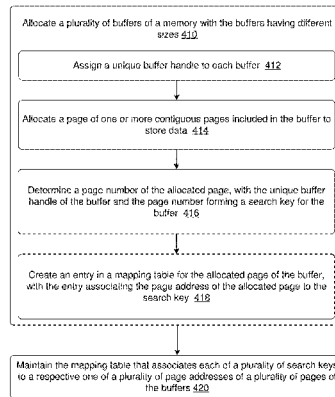 Allocate a plurality of buffers of a memory with the buffers having different
sizes 410
Assign a unique buffer handle to each buffer 412
Allocate a page of one or more contiguous pages included in the buffer to
store data 414
Determine a page number of the allocated page, with the unique buffer
handle of the buffer and the page number forming a search key for the
buffer 416
Create an entry in a mapping table for the allocated page of the buffer,
with the entry associating the page address of the allocated page to the
search key 418
Maintain the mapping table that associates each of a plurality of search keys
to a respective one of a plurality of page addresses of a plurality of pages of
the buffers 420